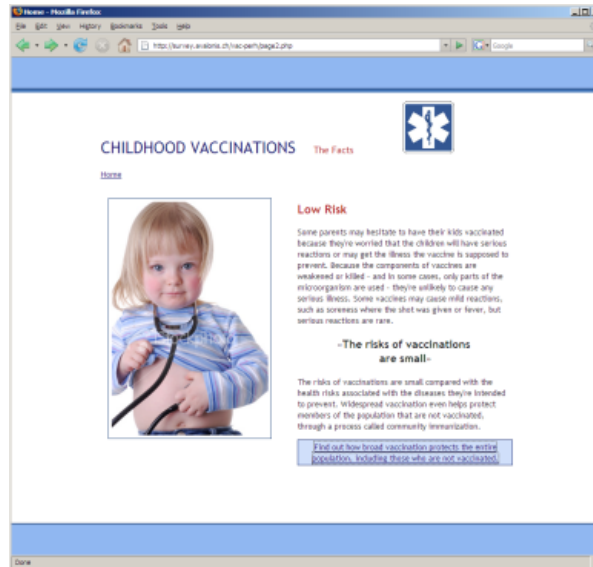 Home - Mozilla Firefox
File Edit View History Bookmarks Tools Help
Google
CHILDHOOD VACCINATIONS The Facts
Home
Low Risk
Some parents may hesitate to have their kids vaccinated
because they're worried that the children will have serious
reactions or may get the illness the vaccine is supposed to
prevent. Because the components of vaccines are
weakened or killed - and in some cases, only parts of the
microorganism are used - they're unlikely to cause any
serious illness. Some vaccines may cause mild reactions,
such as soreness where the shot was given or fever, but
serious reactions are rare.
-The risks of vaccinations
are small-
The risks of vaccinations are small compared with the
health risks associated with the diseases they're intended
to prevent. Widespread vaccination even helps protect
members of the population that are not vaccinated,
through a process called community immunization.
Find out how broad vaccination protects the entire
population, including those who are not vaccinated.
Done